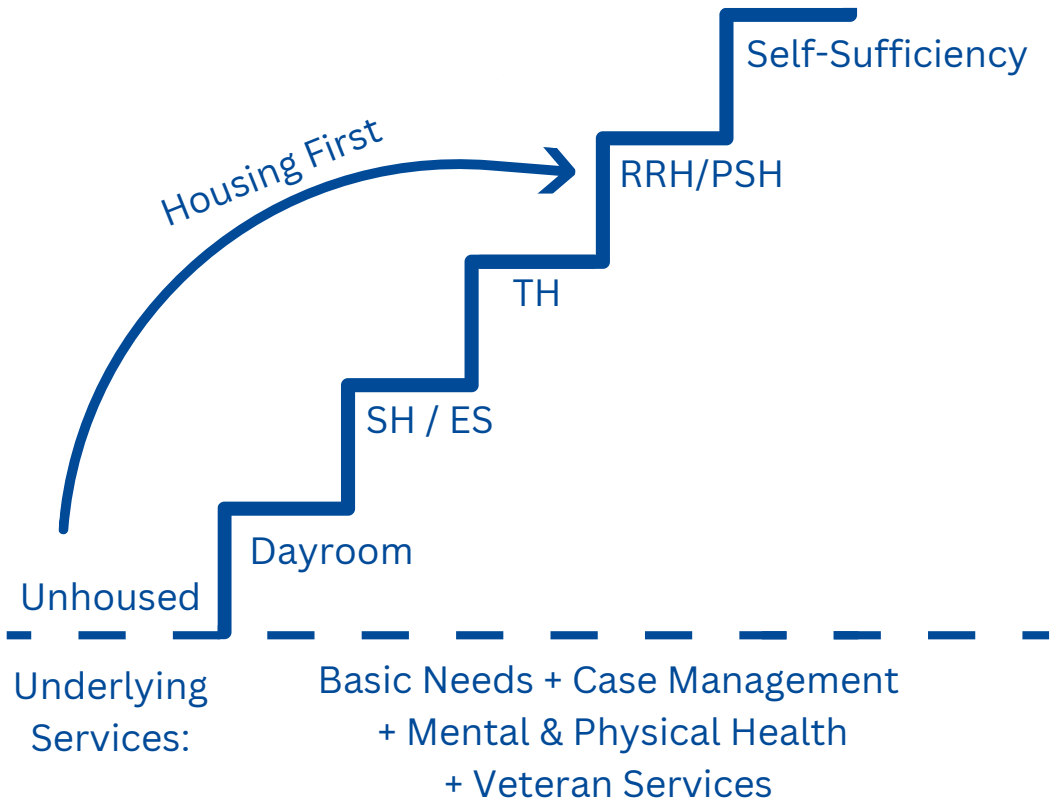 Self-Sufficiency
Housing First
RRH/PSH
TH
SH / ES
Dayroom
Unhoused
Underlying
Services:
Basic Needs + Case Management
+ Mental & Physical Health
+ Veteran Services